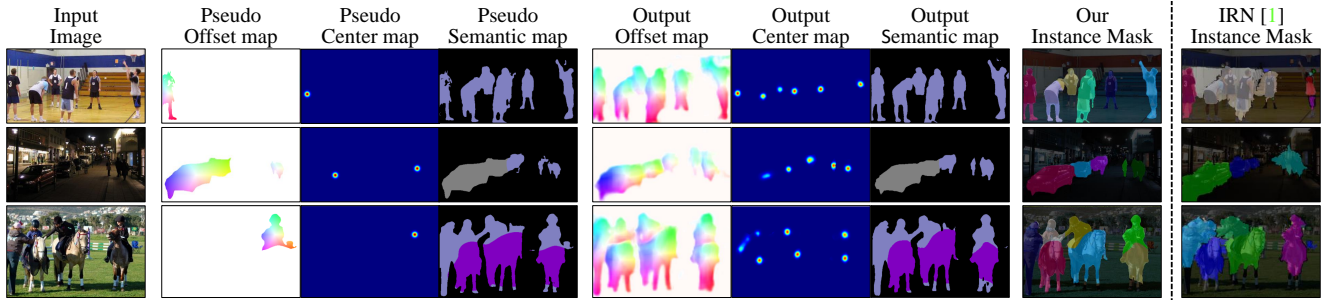 Input
Image
Pseudo
Offset map
Pseudo
Center map
Pseudo
Semantic map
Output
Offset map
Output
Center map
Output
Semantic map
Our
Instance Mask
IRN [1]
Instance Mask